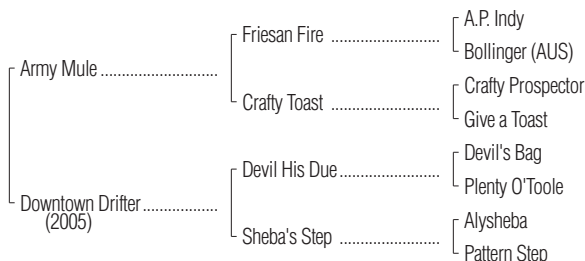 A.P. Indy
Friesan Fire ........................
Bollinger (AUS)
Army Mule ..........................
Crafty Prospector
Crafty Toast ........................
Give a Toast
Devil's Bag
Devil His Due ......................
Plenty O'Toole
Downtown Drifter ................
(2005)
Alysheba
Sheba's Step ......................
Pattern Step